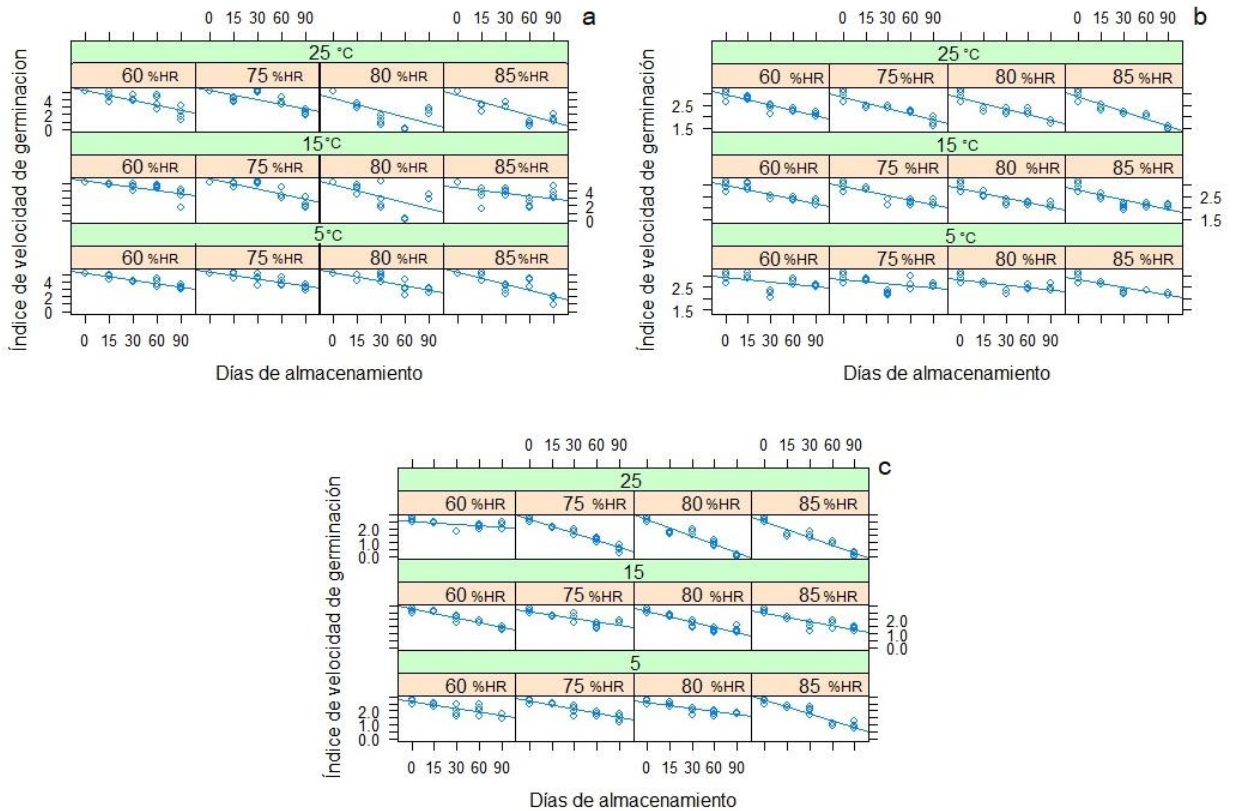 0 15 30 60 90 0 15 30 60 90 a
25 °C
60 %HR 75 %HR 80 %HR 85 %HR
4
2
0
15°C
60 %HR 75 %HR 80 %HR 85 %HR
4
2
0
5°C
60 %HR 75 %HR 80 %HR 85 %HR
4
2
0
0 15 30 60 90 0 15 30 60 90
Índice de velocidad de germinacion
Días de almacenamiento
0 15 30 60 90 0 15 30 60 90 b
25 °C
60 %HR 75 %HR 80 %HR 85 %HR
2.5
1.5
15 °C
60 %HR 75 %HR 80 %HR 85 %HR
2.5
1.5
5 °C
60 %HR 75 %HR 80 %HR 85 %HR
2.5
1.5
0 15 30 60 90 0 15 30 60 90
Índice de velocidad de germinación
Días de almacenamiento
0 15 30 60 90 0 15 30 60 90 c
25
60 %HR 75 %HR 80 %HR 85 %HR
2.0
1.0
0.0
15
60 %HR 75 %HR 80 %HR 85 %HR
2.0
1.0
0.0
5
60 %HR 75 %HR 80 %HR 85 %HR
2.0
1.0
0.0
0 15 30 60 90 0 15 30 60 90
Índice de velocidad de germinación
Días de almacenamiento